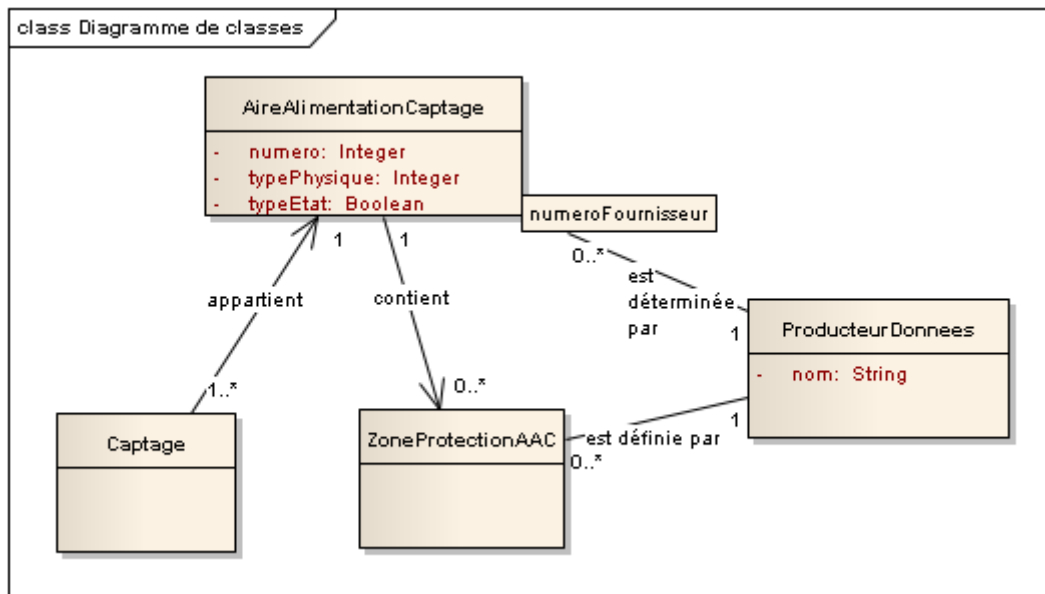 class Diagramme de classes
AireAlimentationCaptage
- numero: Integer
- typePhysique: Integer
- typeEtat: Boolean
numeroFournisseur
1
1
0..*
est
déterminée
par
appartient
contient
1
ProducteurDonnees
- nom: String
1..*
0..*
1
Captage
ZoneProtectionAAC
est définie par
0..*